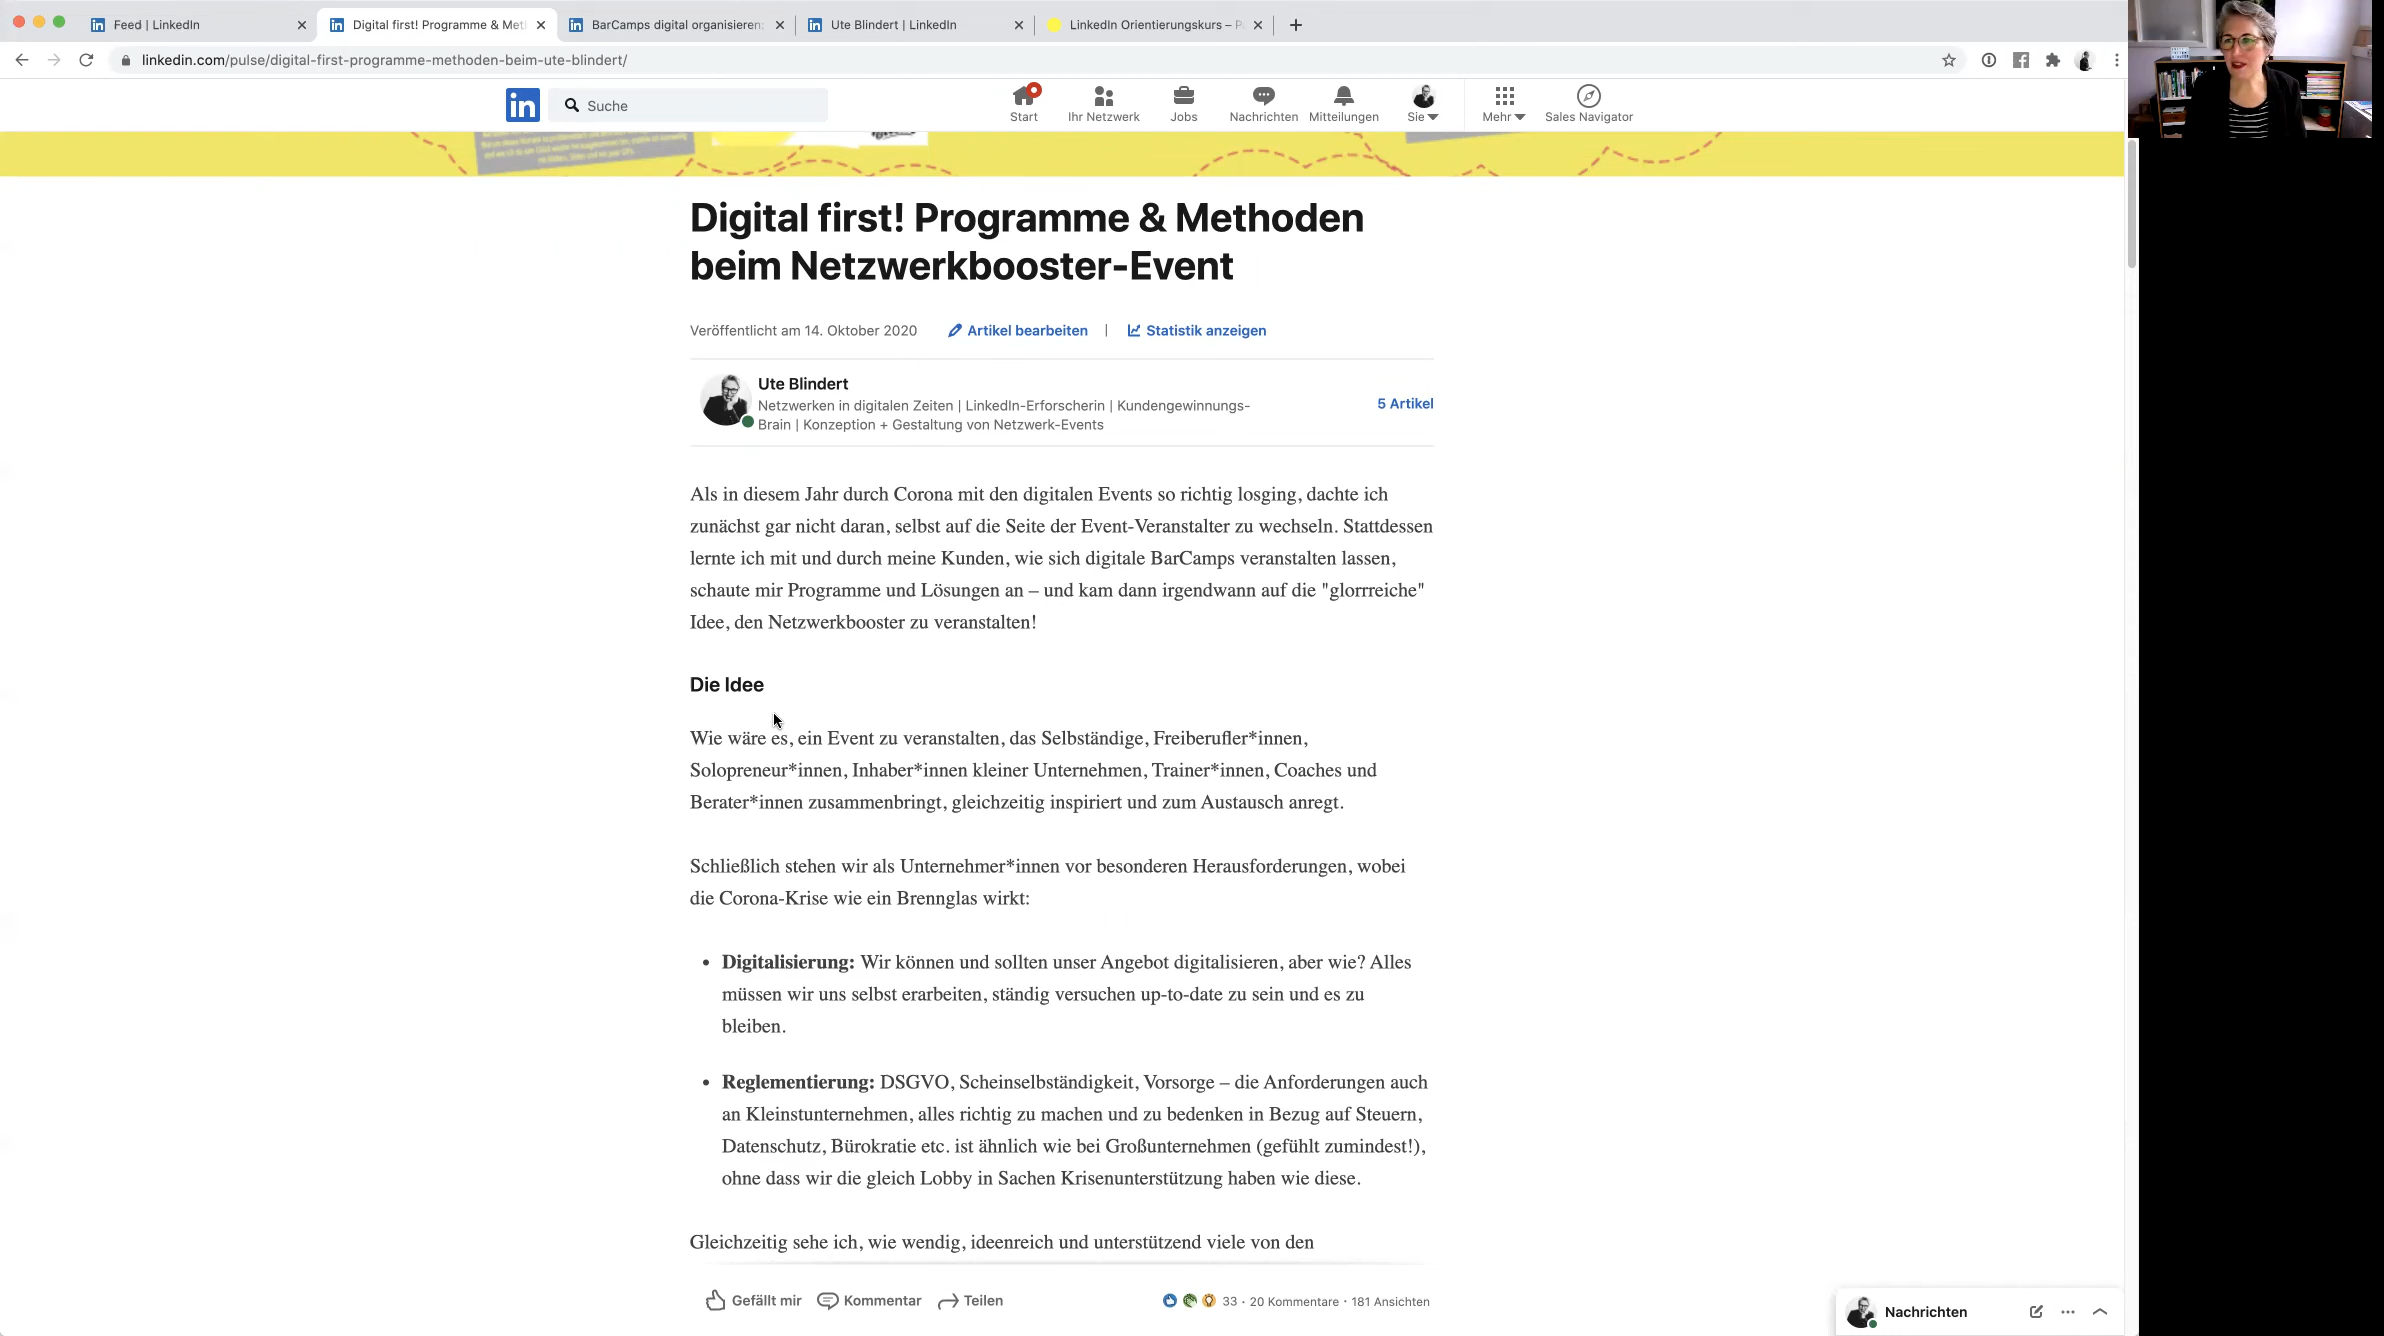 Feed | LinkedIn
Digital first! Programme & Met
BarCamps digital organisieren:
Ute Blindert | LinkedIn
LinkedIn Orientierungskurs – P
linkedin.com/pulse/digital-first-programme-methoden-beim-ute-blindert/
in
Suche
Start
Ihr Netzwerk
Jobs
Nachrichten
Mitteilungen
Sie
Mehr
Sales Navigator
Digital first! Programme & Methoden
beim Netzwerkbooster-Event
Veröffentlicht am 14. Oktober 2020
Artikel bearbeiten
|
Statistik anzeigen
Ute Blindert
Netzwerken in digitalen Zeiten | LinkedIn-Erforscherin | Kundengewinnungs-
Brain | Konzeption + Gestaltung von Netzwerk-Events
5 Artikel
Als in diesem Jahr durch Corona mit den digitalen Events so richtig losging, dachte ich
zunächst gar nicht daran, selbst auf die Seite der Event-Veranstalter zu wechseln. Stattdessen
lernte ich mit und durch meine Kunden, wie sich digitale BarCamps veranstalten lassen,
schaute mir Programme und Lösungen an – und kam dann irgendwann auf die "glorrreiche"
Idee, den Netzwerkbooster zu veranstalten!
Die Idee
Wie wäre es, ein Event zu veranstalten, das Selbständige, Freiberufler*innen,
Solopreneur*innen, Inhaber*innen kleiner Unternehmen, Trainer*innen, Coaches und
Berater*innen zusammenbringt, gleichzeitig inspiriert und zum Austausch anregt.
Schließlich stehen wir als Unternehmer*innen vor besonderen Herausforderungen, wobei
die Corona-Krise wie ein Brennglas wirkt:
• Digitalisierung: Wir können und sollten unser Angebot digitalisieren, aber wie? Alles
müssen wir uns selbst erarbeiten, ständig versuchen up-to-date zu sein und es zu
bleiben.
• Reglementierung: DSGVO, Scheinselbständigkeit, Vorsorge – die Anforderungen auch
an Kleinstunternehmen, alles richtig zu machen und zu bedenken in Bezug auf Steuern,
Datenschutz, Bürokratie etc. ist ähnlich wie bei Großunternehmen (gefühlt zumindest!),
ohne dass wir die gleich Lobby in Sachen Krisenunterstützung haben wie diese.
Gleichzeitig sehe ich, wie wendig, ideenreich und unterstützend viele von den
Gefällt mir
Kommentar
Teilen
33 · 20 Kommentare · 181 Ansichten
Nachrichten